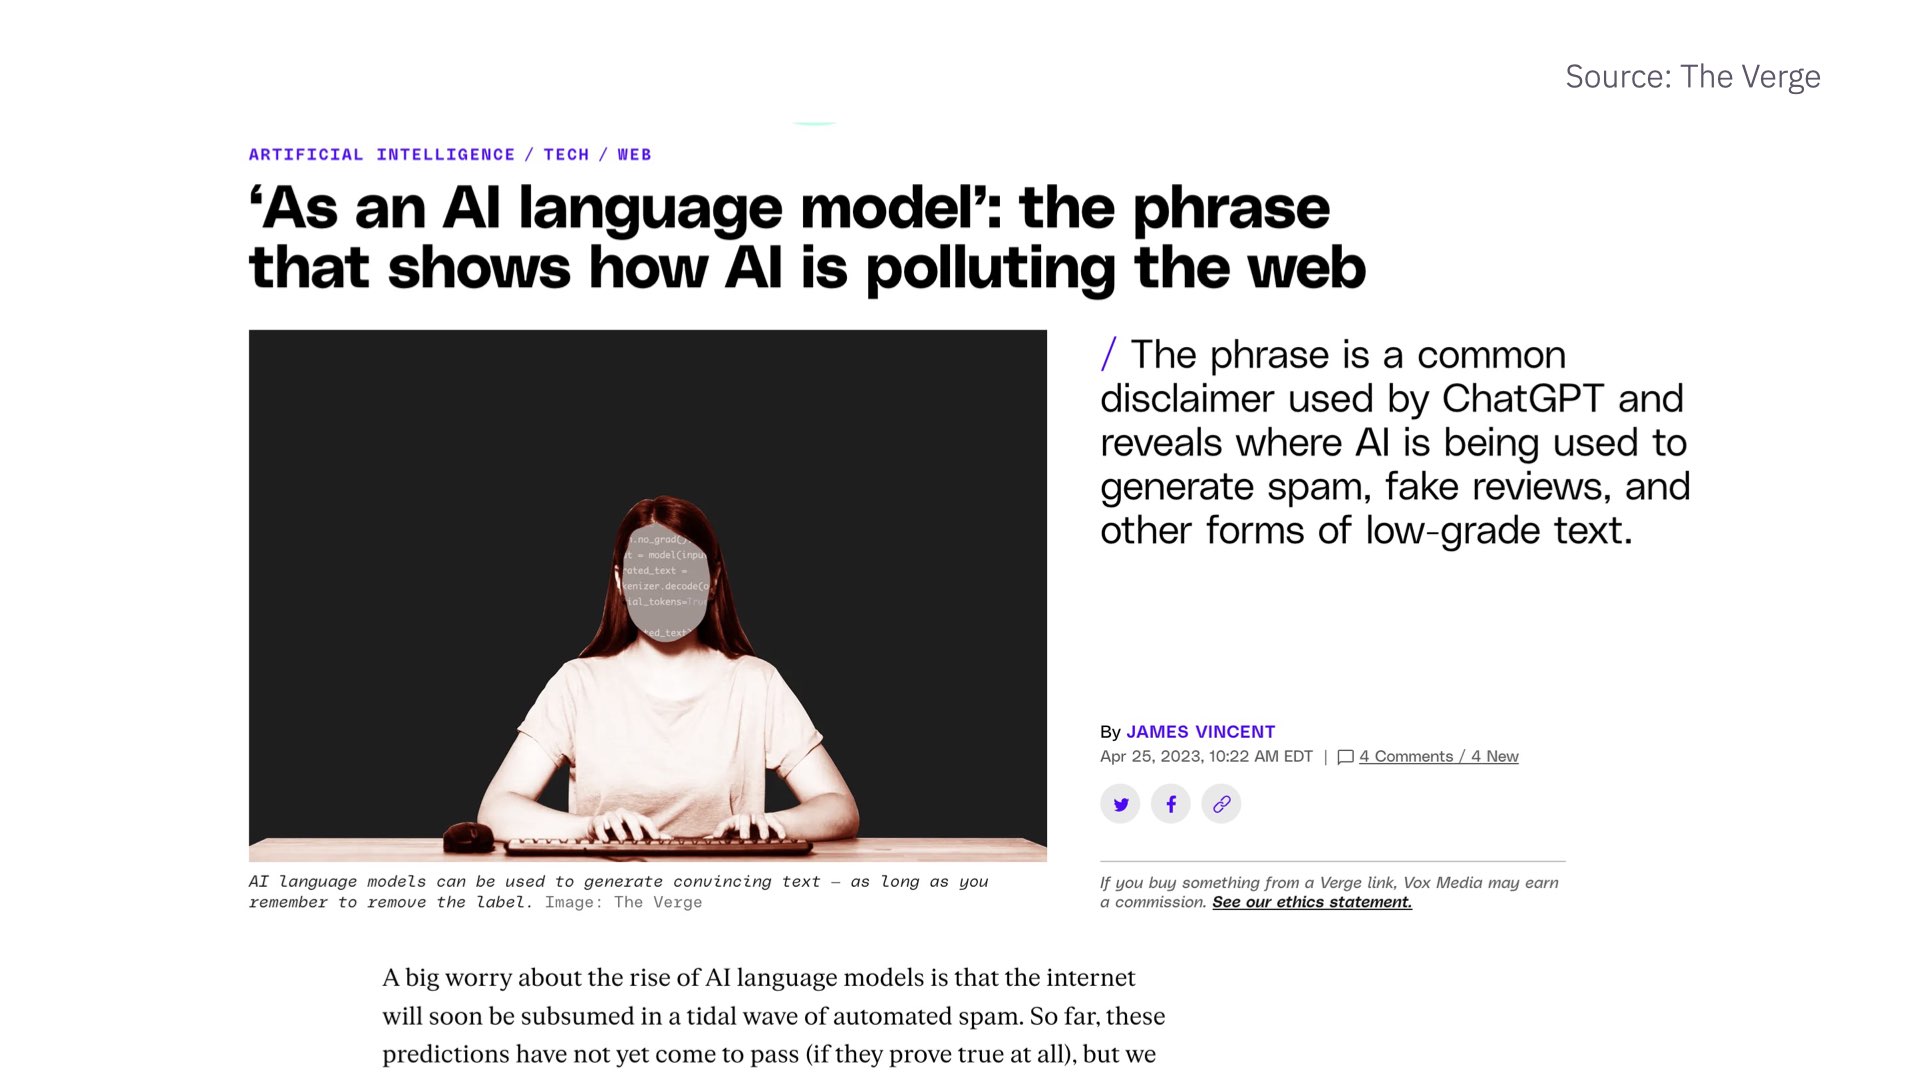 Source: The Verge
ARTIFICIAL INTELLIGENCE / TECH / WEB
‘As an AI language model’: the phrase
that shows how AI is polluting the web
/ The phrase is a common
disclaimer used by ChatGPT and
reveals where AI is being used to
generate spam, fake reviews, and
other forms of low-grade text.
.no_grad()
t = model(inpu
rated_text =
kenizer.decode(o
ial_tokens=True
ted_text
By JAMES VINCENT
Apr 25, 2023, 10:22 AM EDT | 4 Comments / 4 New
AI language models can be used to generate convincing text — as long as you
remember to remove the label. Image: The Verge
If you buy something from a Verge link, Vox Media may earn
a commission. See our ethics statement.
A big worry about the rise of AI language models is that the internet
will soon be subsumed in a tidal wave of automated spam. So far, these
predictions have not yet come to pass (if they prove true at all), but we